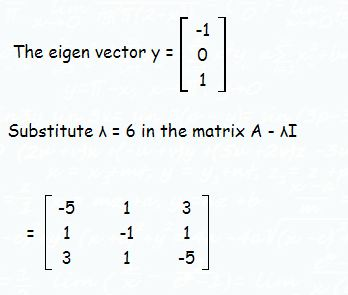 -1
The eigen vector y = 0
1
Substitute λ = 6 in the matrix A - λI
-5 1 3
= 1 -1 1
3 1 -5